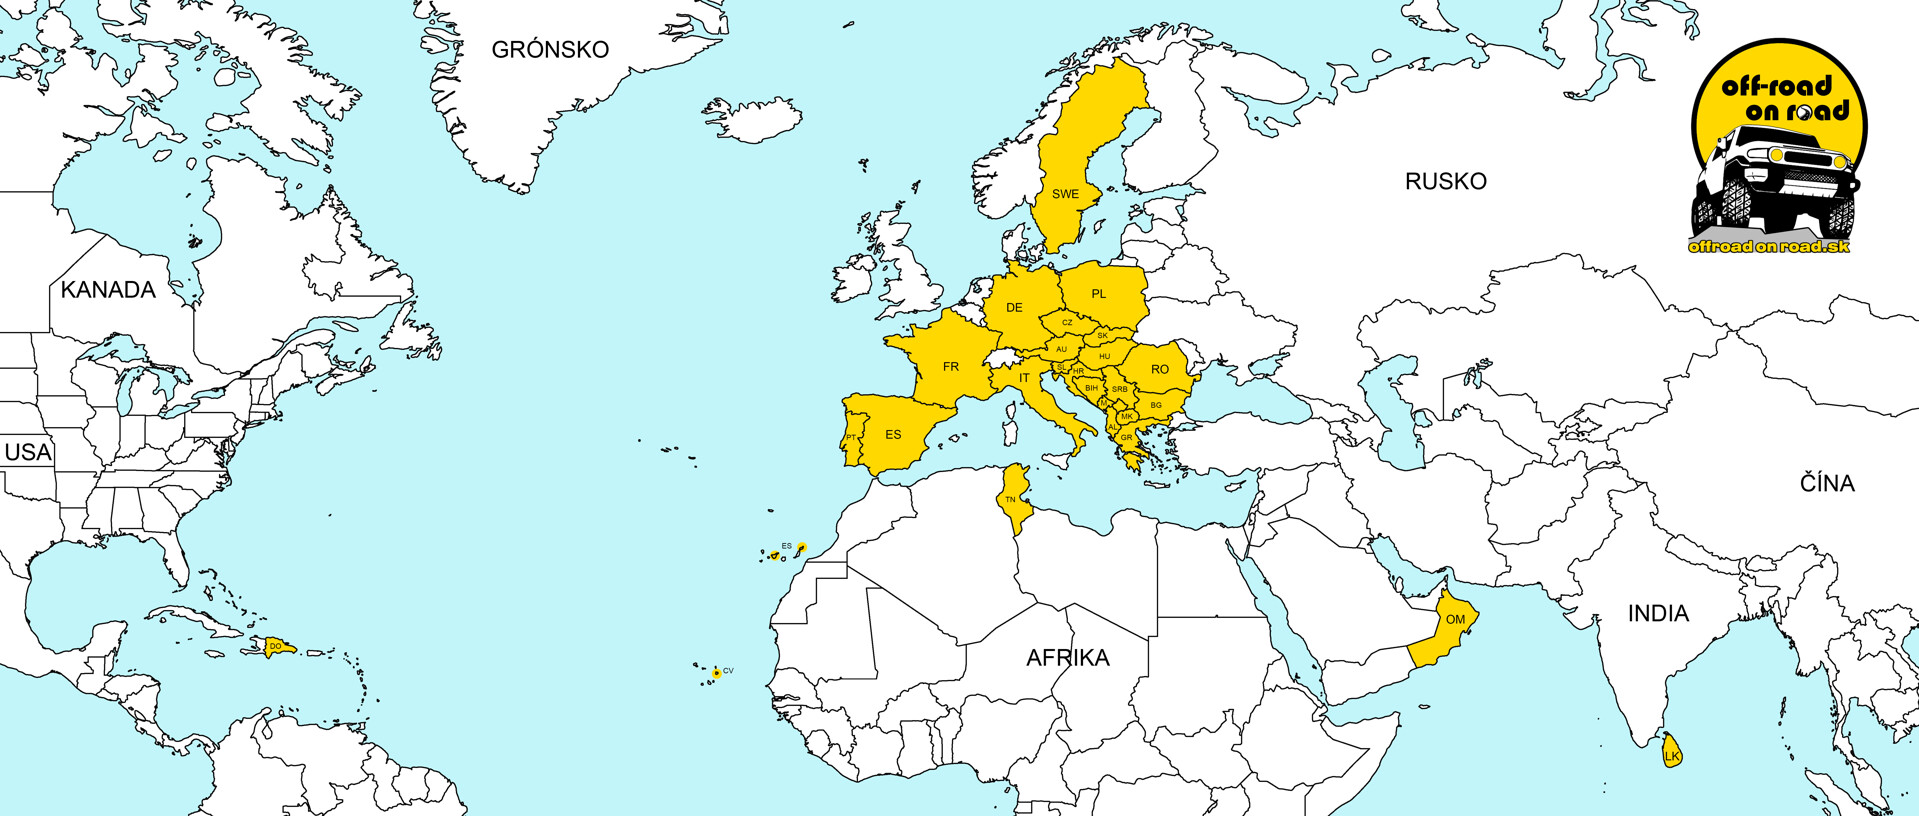 GRÓNSKO
off-road
on road
RUSKO
SWE
offroad on road.sk
KANADA
DE
PL
CZ
SK
AU
HU
FR
IT
SL
HR
RO
BIH
SRB
M
BG
MK
AL
PT
ES
GR
USA
ČÍNA
TN
ES
INDIA
OM
DO
AFRIKA
CV
LK